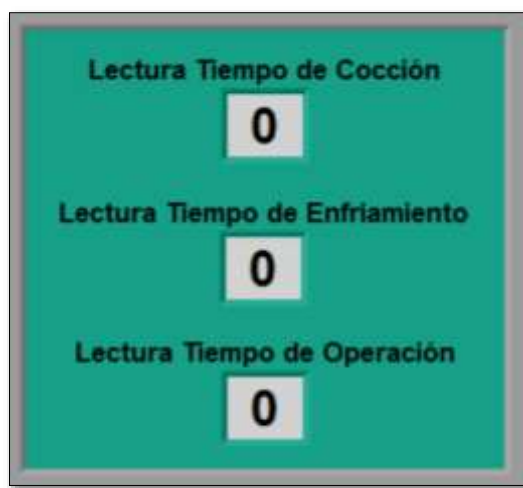 Lectura Tiempo de Cocción
0
Lectura Tiempo de Enfriamiento
0
Lectura Tiempo de Operación
0